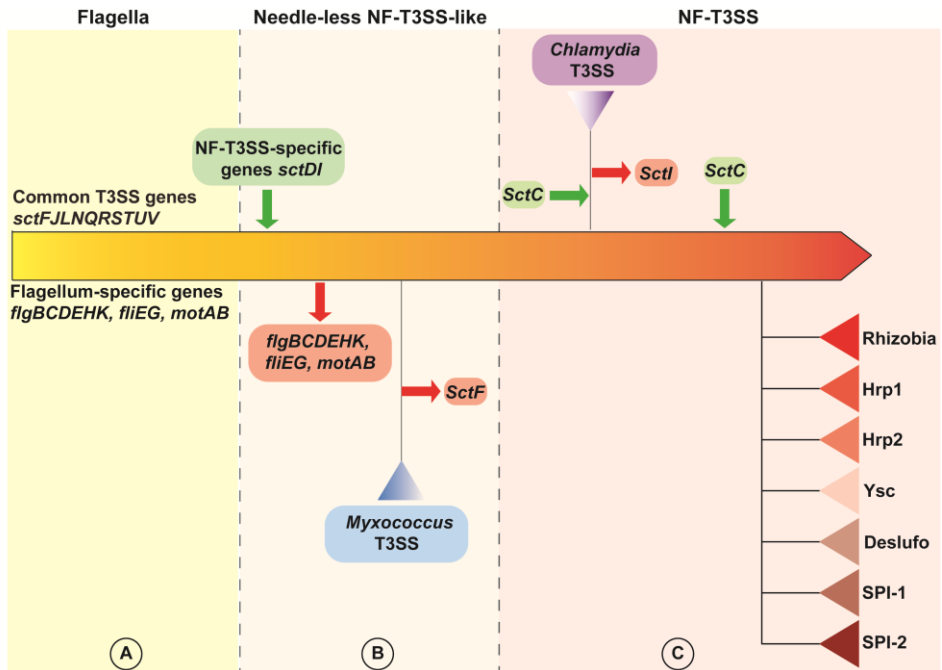 Flagella
Needle-less NF-T3SS-like
NF-T3SS
Chlamydia
T3SS
NF-T3SS-specific
genes sctDI
SctC
SctI
SctC
Common T3SS genes
sctFJLNQRSTUV
Flagellum-specific genes
flgBCDEHK, fliEG, motAB
flgBCDEHK,
fliEG, motAB
SctF
Myxococcus
T3SS
Rhizobia
Hrp1
Hrp2
Ysc
Deslufo
SPI-1
SPI-2
A
B
C